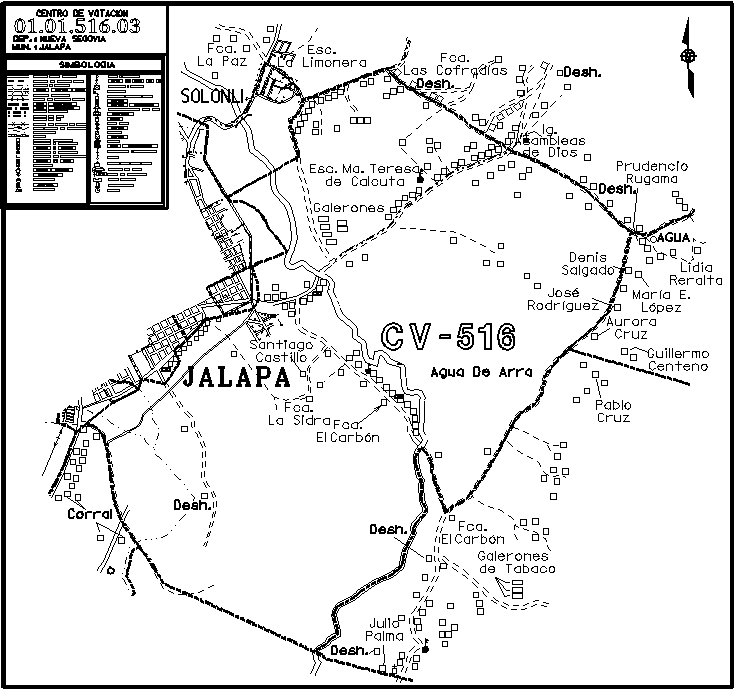 CENTRO DE VOTACION
01.01.516.03
DEP.: NUEVA SEGOVIA
MUN.: JALAPA
SIMBOLOGIA
Fca.
La Paz
Esc.
La Limonera
SOLONLI
Fca.
Las Cofradias
Desh.
Desh.
Ig.
Asambleas
de Dios
Esc. Ma. Teresa
de Calcuta
Galerones
Prudencio
Rugama
Desh.
AGUA
Lidia
Reralta
Denis
Salgado
María E.
López
José
Rodríguez
Aurora
Cruz
Guillermo
Centeno
Pablo
Cruz
CV-516
Agua De Arra
Santiago
Castillo
JALAPA
Fca.
La Sidra
Fca.
El Carbón
Corral
Desh.
Desh.
Fca.
El Carbón
Galerones
de Tabaco
Julio
Palma
Desh.